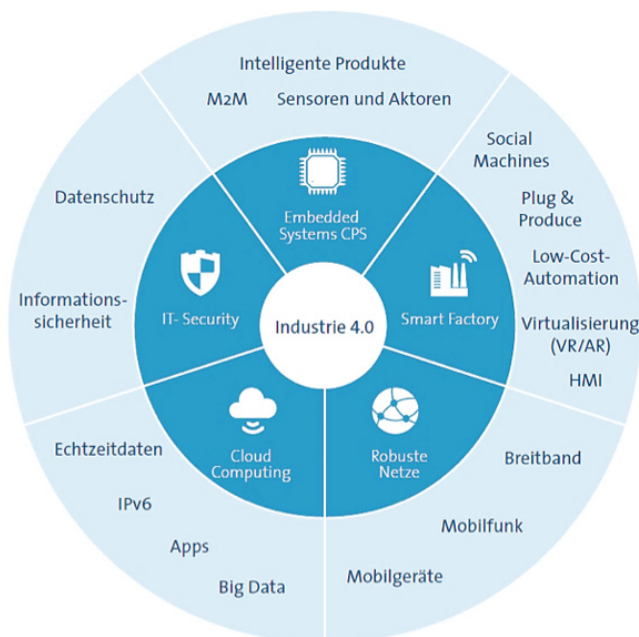 Intelligente Produkte
M2M Sensoren und Aktoren
Social
Machines
Plug &
Produce
Low-Cost-
Automation
Virtualisierung
(VR/AR)
HMI
Datenschutz
Informations-
sicherheit
Embedded
Systems CPS
IT- Security
Industrie 4.0
Smart Factory
Cloud
Computing
Robuste
Netze
Echtzeitdaten
IPv6
Apps
Big Data
Breitband
Mobilfunk
Mobilgeräte